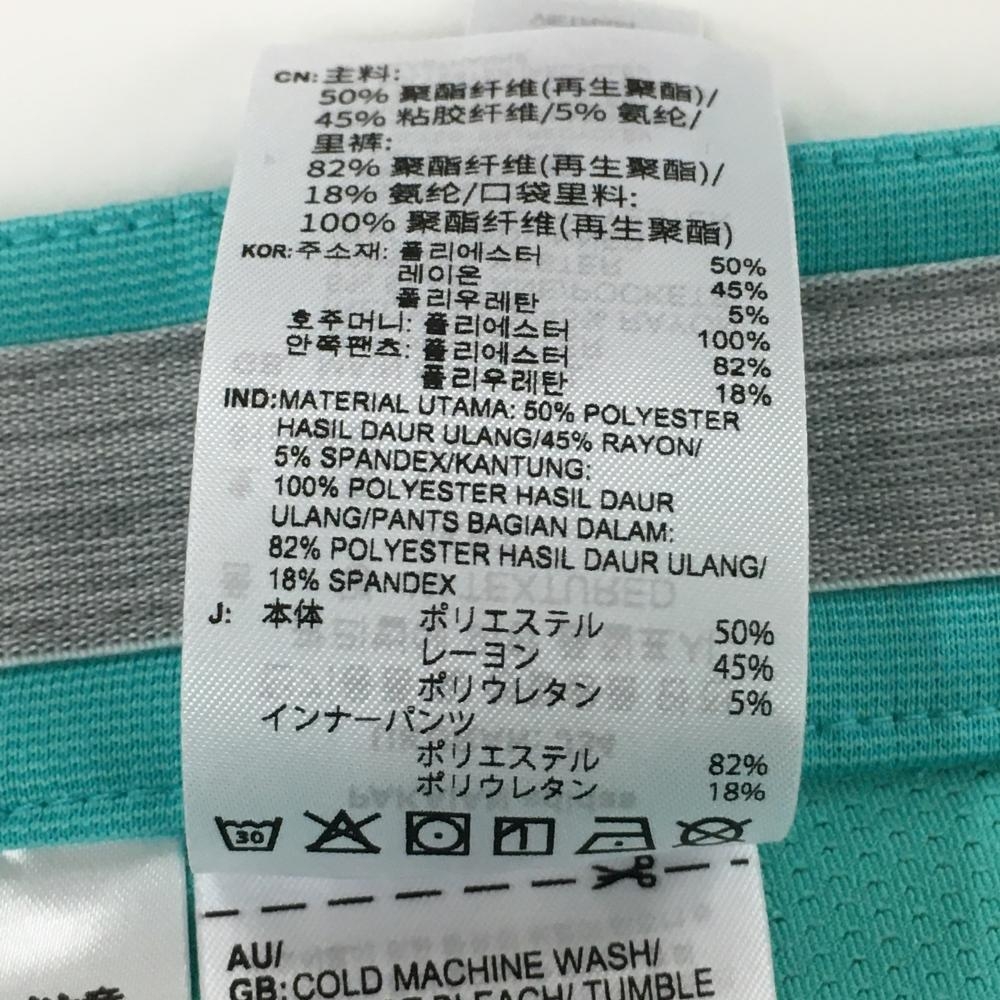 CN: 主料:
50% 聚酯纤维(再生聚酯)/
45% 粘胶纤维/5% 氨纶/
里裤:
82% 聚酯纤维(再生聚酯)/
18% 氨纶/口袋里料:
100% 聚酯纤维(再生聚酯)
KOR: 주소재: 폴리에스터 50%
레이온 45%
폴리우레탄 5%
호주머니: 폴리에스터 100%
안쪽팬츠: 폴리에스터 82%
폴리우레탄 18%
IND:MATERIAL UTAMA: 50% POLYESTER
HASIL DAUR ULANG/45% RAYON/
5% SPANDEX/KANTUNG:
100% POLYESTER HASIL DAUR
ULANG/PANTS BAGIAN DALAM:
82% POLYESTER HASIL DAUR ULANG/
18% SPANDEX
J: 本体 ポリエステル 50%
レーヨン 45%
ポリウレタン 5%
インナーパンツ
ポリエステル 82%
ポリウレタン 18%
30
AU/
GB: COLD MACHINE WASH/
BLEACH/ TUMBLE